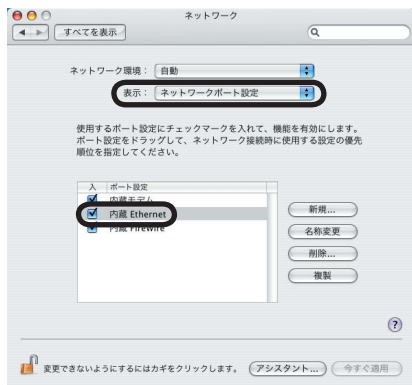 ネットワーク
すべてを表示
ネットワーク環境： 自動
表示： ネットワークポート設定
使用するポート設定にチェックマークを入れて、機能を有効にします。
ポート設定をドラッグして、ネットワーク接続時に使用する設定の優先
順位を指定してください。
入 ポート設定
内蔵モデム
内蔵 Ethernet
内蔵 FireWire
新規...
名称変更
削除...
複製
?
変更できないようにするにはカギをクリックします。
アシスタント...
今すぐ適用